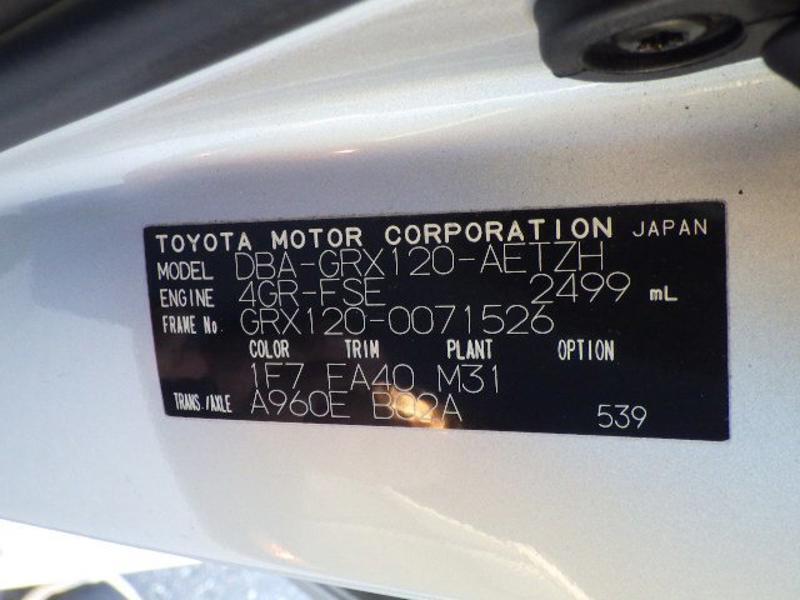 TOYOTA MOTOR CORPORATION JAPAN
MODEL DBA-GRX120-AETZH
ENGINE 4GR-FSE 2499 mL
FRAME No. GRX120-0071526
COLOR TRIM PLANT OPTION
1F7 FA40 M31
TRANS./AXLE A960E B02A
539